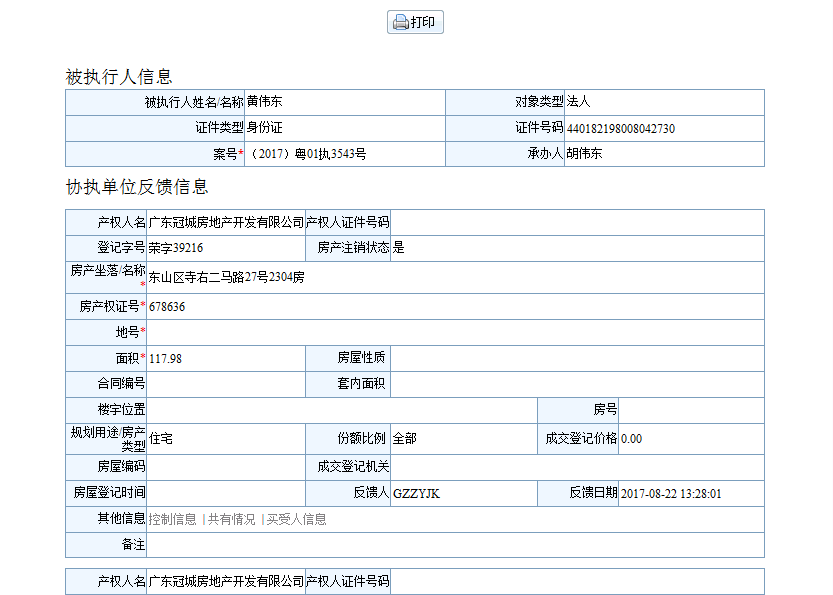 打印
被执行人信息
被执行人姓名/名称 黄伟东 对象类型 法人
证件类型 身份证 证件号码 440182198008042730
案号* （2017）粤01执3543号 承办人 胡伟东
协执单位反馈信息
产权人名 广东冠城房地产开发有限公司 产权人证件号码
登记字号 荣字39216 房产注销状态 是
房产坐落/名称* 东山区寺右二马路27号2304房
房产权证号* 678636
地号*
面积* 117.98 房屋性质
合同编号 套内面积
楼宇位置 房号
规划用途/房产类型 住宅 份额比例 全部 成交登记价格 0.00
房屋编码 成交登记机关
房屋登记时间 反馈人 GZZYJK 反馈日期 2017-08-22 13:28:01
其他信息 控制信息 |共有情况 |买受人信息
备注
产权人名 广东冠城房地产开发有限公司 产权人证件号码